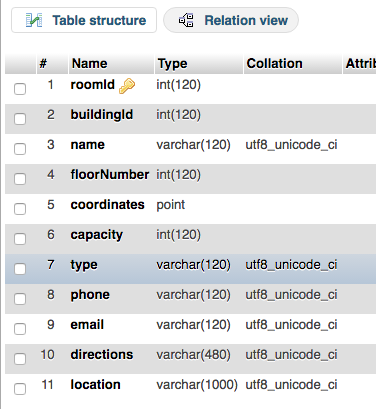 Table structure Relation view
# Name Type Collation Attri
1 roomId int(120)
2 buildingId int(120)
3 name varchar(120) utf8_unicode_ci
4 floorNumber int(120)
5 coordinates point
6 capacity int(120)
7 type varchar(120) utf8_unicode_ci
8 phone varchar(120) utf8_unicode_ci
9 email varchar(120) utf8_unicode_ci
10 directions varchar(480) utf8_unicode_ci
11 location varchar(1000) utf8_unicode_ci